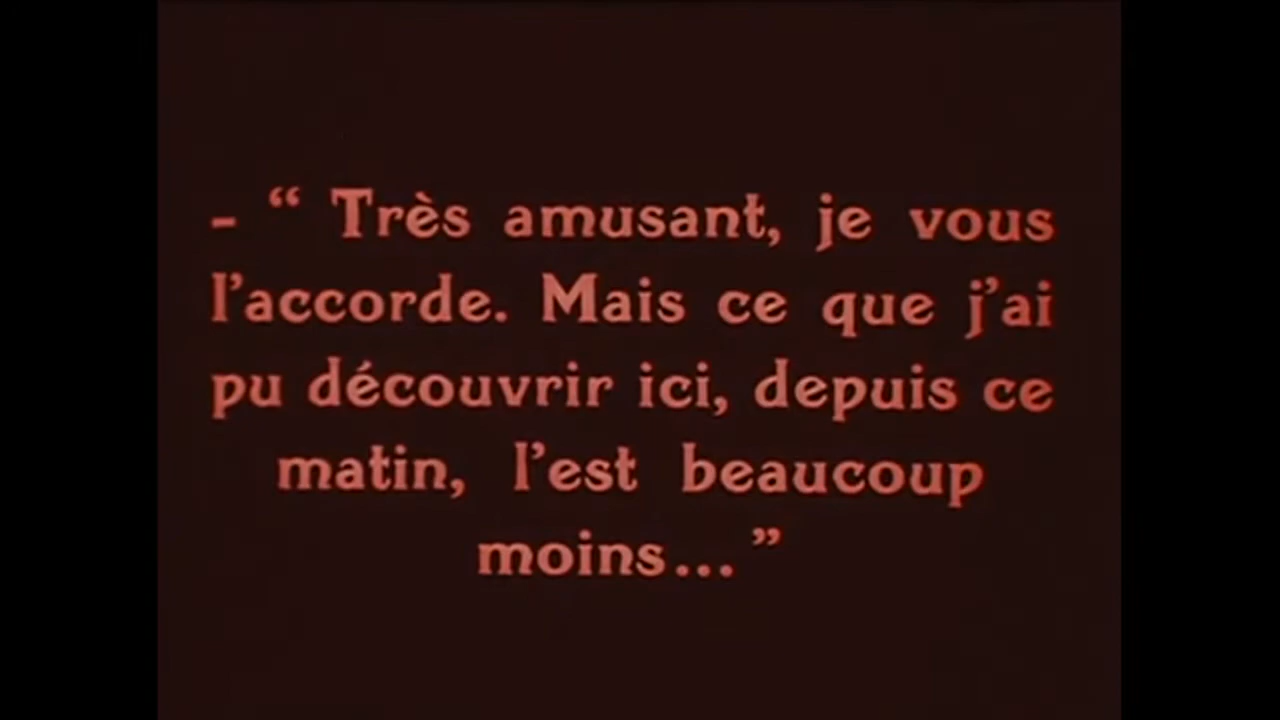 - “ Très amusant, je vous
l’accorde. Mais ce que j’ai
pu découvrir ici, depuis ce
matin, l’est beaucoup
moins... ”